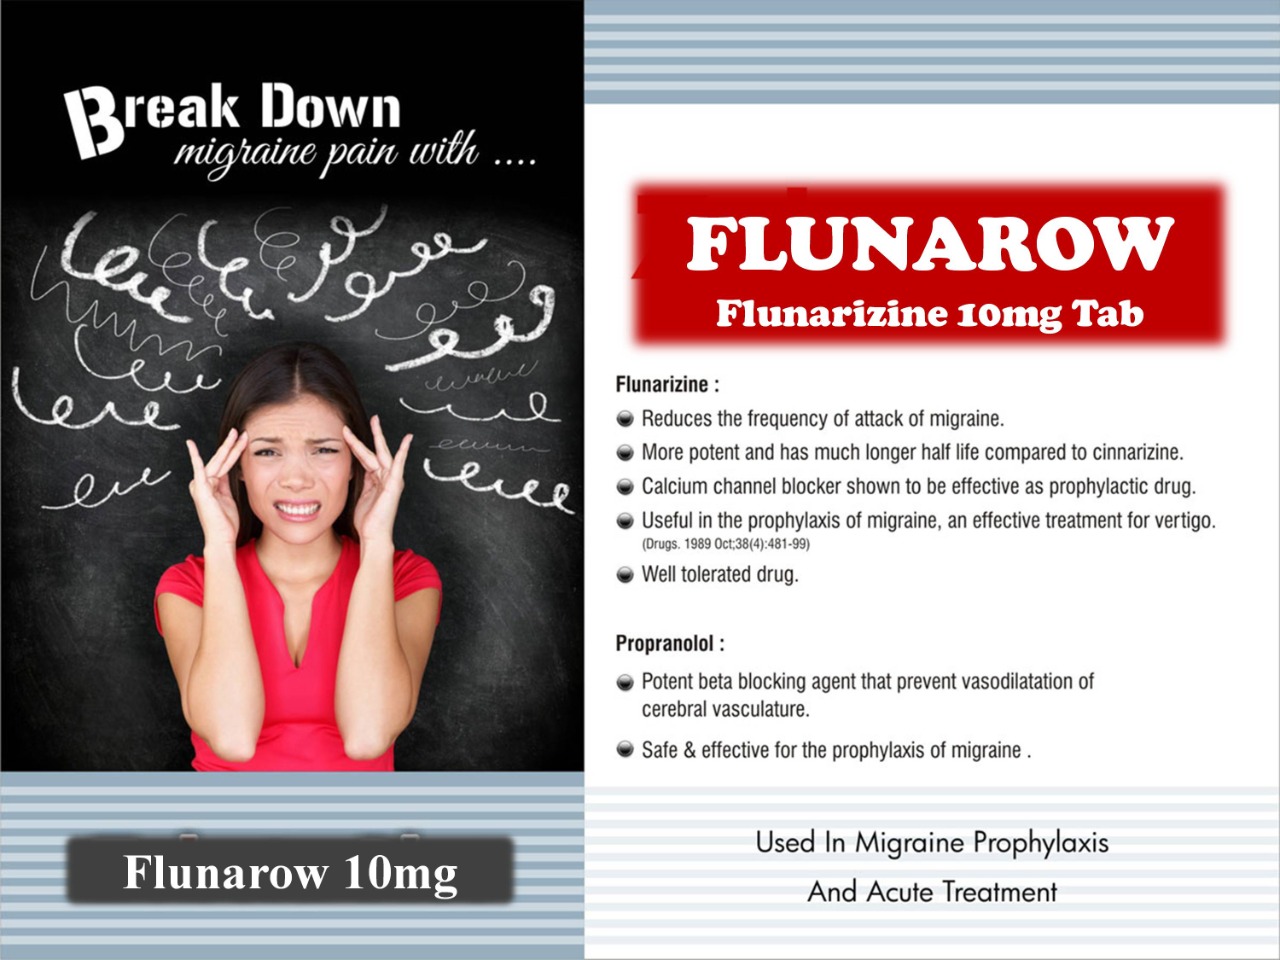 Break Down
migraine pain with ....
FLUNAROW
Flunarizine 10mg Tab
Flunarizine :
Reduces the frequency of attack of migraine.
More potent and has much longer half life compared to cinnarizine.
Calcium channel blocker shown to be effective as prophylactic drug.
Useful in the prophylaxis of migraine, an effective treatment for vertigo.
(Drugs. 1989 Oct;38(4):481-99)
Well tolerated drug.
Propranolol :
Potent beta blocking agent that prevent vasodilatation of
cerebral vasculature.
Safe & effective for the prophylaxis of migraine .
Used In Migraine Prophylaxis
And Acute Treatment
Flunarow 10mg